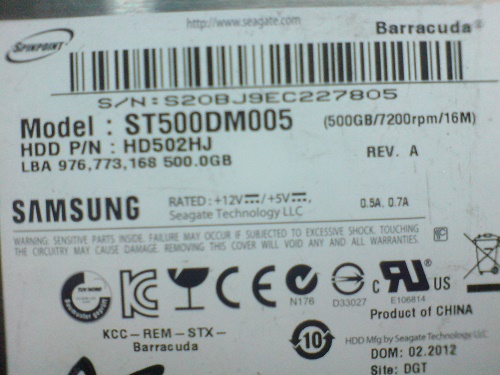 http://www.seagate.com
SPINPOINT
Barracuda®
S/N:S20BJ9EC227805
Model : ST500DM005 (500GB/7200rpm/16M)
HDD P/N : HD502HJ
LBA 976,773,168 500.0GB
REV. A
SAMSUNG
RATED: +12V⎓/+5V⎓, 0.5A, 0.7A
Seagate Technology LLC
WARNING: SENSITIVE PARTS INSIDE. FAILURE MAY OCCUR IF SUBJECTED TO EXCESSIVE SHOCK. TOUCHING
THE CIRCUITRY MAY CAUSE DAMAGE. REMOVING THIS COVER WILL VOID ANY AND ALL WARRANTIES.
N176
D33027
c RU® US
E106814
Product of CHINA
KCC-REM-STX-
Barracuda
10
HDD Mfg by Seagate Technology LLC
DOM: 02.2012
Site: DGT